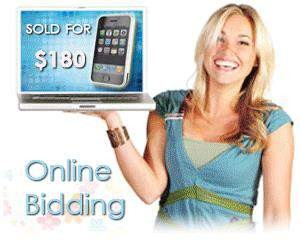 SOLD FOR
$180
Online
Bidding